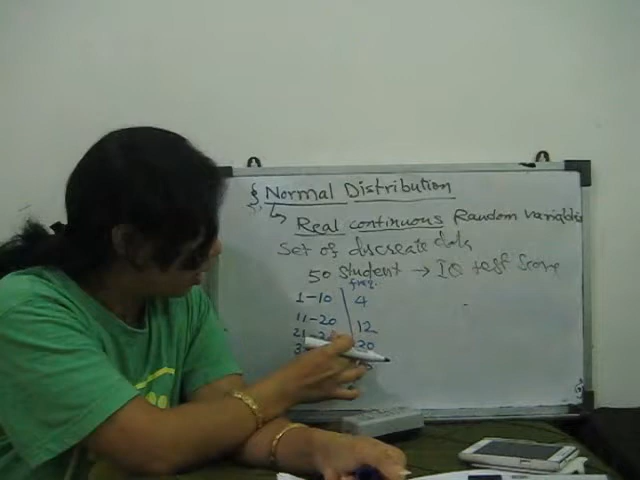 § Normal Distribution
↳ Real continuous Random variables
Set of discreate data
50 student → IQ test Score
freq.
1-10 4
11-20 12
20